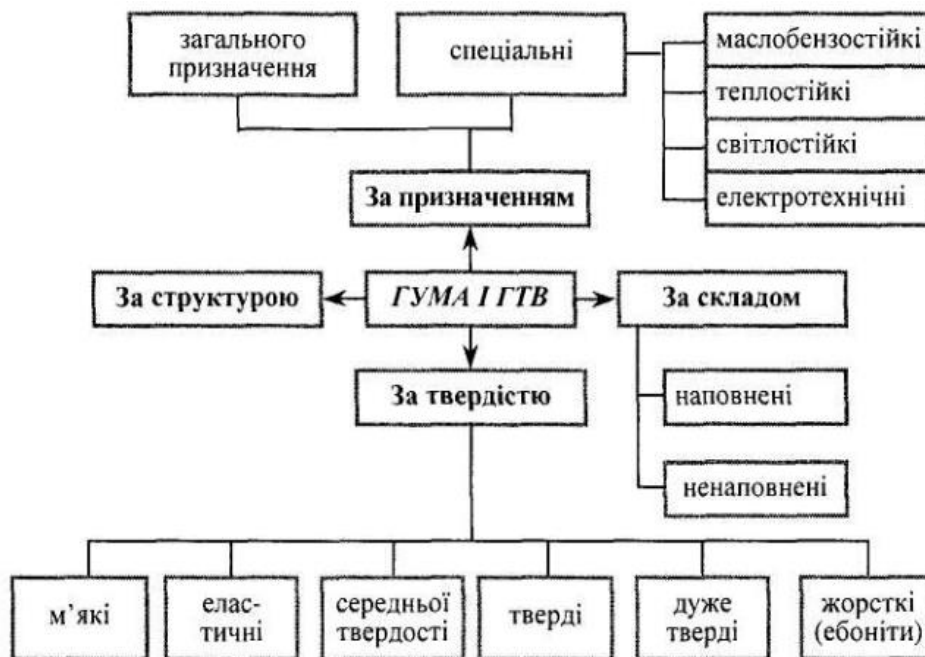 загального
призначення
спеціальні
маслобензостійкі
теплостійкі
світлостійкі
електротехнічні
За призначенням
За структурою
ГУМА І ГТВ
За складом
За твердістю
наповнені
ненаповнені
м’які
елас-
тичні
середньої
твердості
тверді
дуже
тверді
жорсткі
(ебоніти)